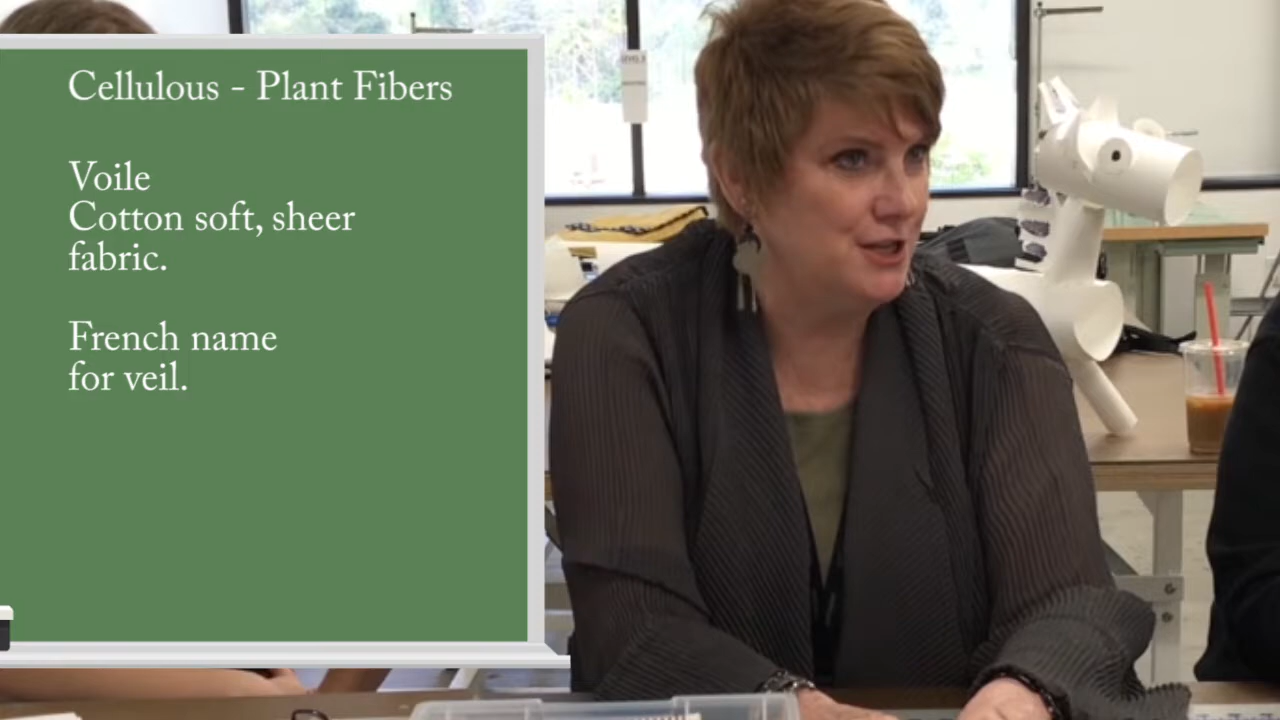 Cellulous - Plant Fibers
Voile
Cotton soft, sheer
fabric.
French name
for veil.